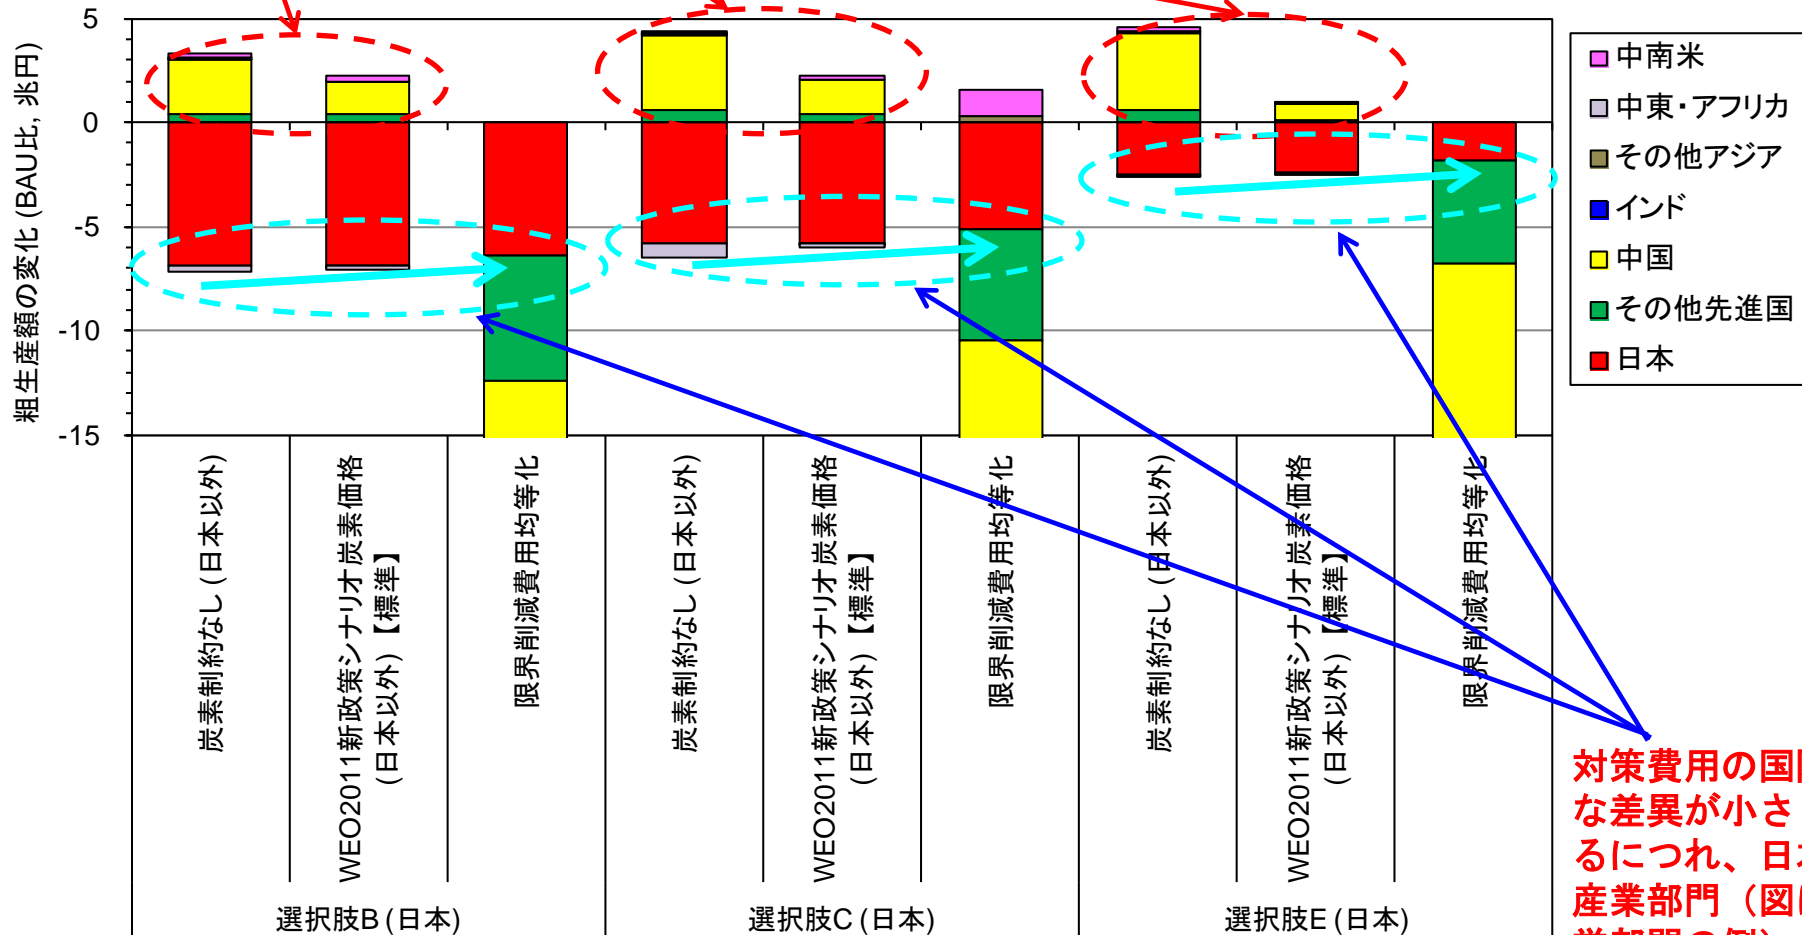 粗生産額の変化 (BAU比, 兆円)
5
0
-5
-10
-15
中南米
中東・アフリカ
その他アジア
インド
中国
その他先進国
日本
炭素制約なし (日本以外)
WEO2011新政策シナリオ炭素価格
(日本以外)【標準】
限界削減費用均等化
炭素制約なし (日本以外)
WEO2011新政策シナリオ炭素価格
(日本以外)【標準】
限界削減費用均等化
炭素制約なし (日本以外)
WEO2011新政策シナリオ炭素価格
(日本以外)【標準】
限界削減費用均等化
選択肢B (日本)
選択肢C (日本)
選択肢E (日本)
対策費用の国
な差異が小さ
るにつれ、日
産業部門（図